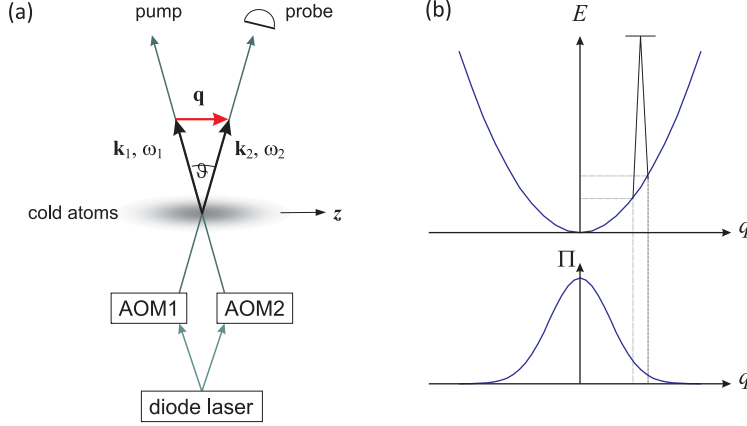 (a)
pump
probe
q
k₁, ω₁
k₂, ω₂
ϑ
cold atoms
z
AOM1
AOM2
diode laser
(b)
E
q
Π
q